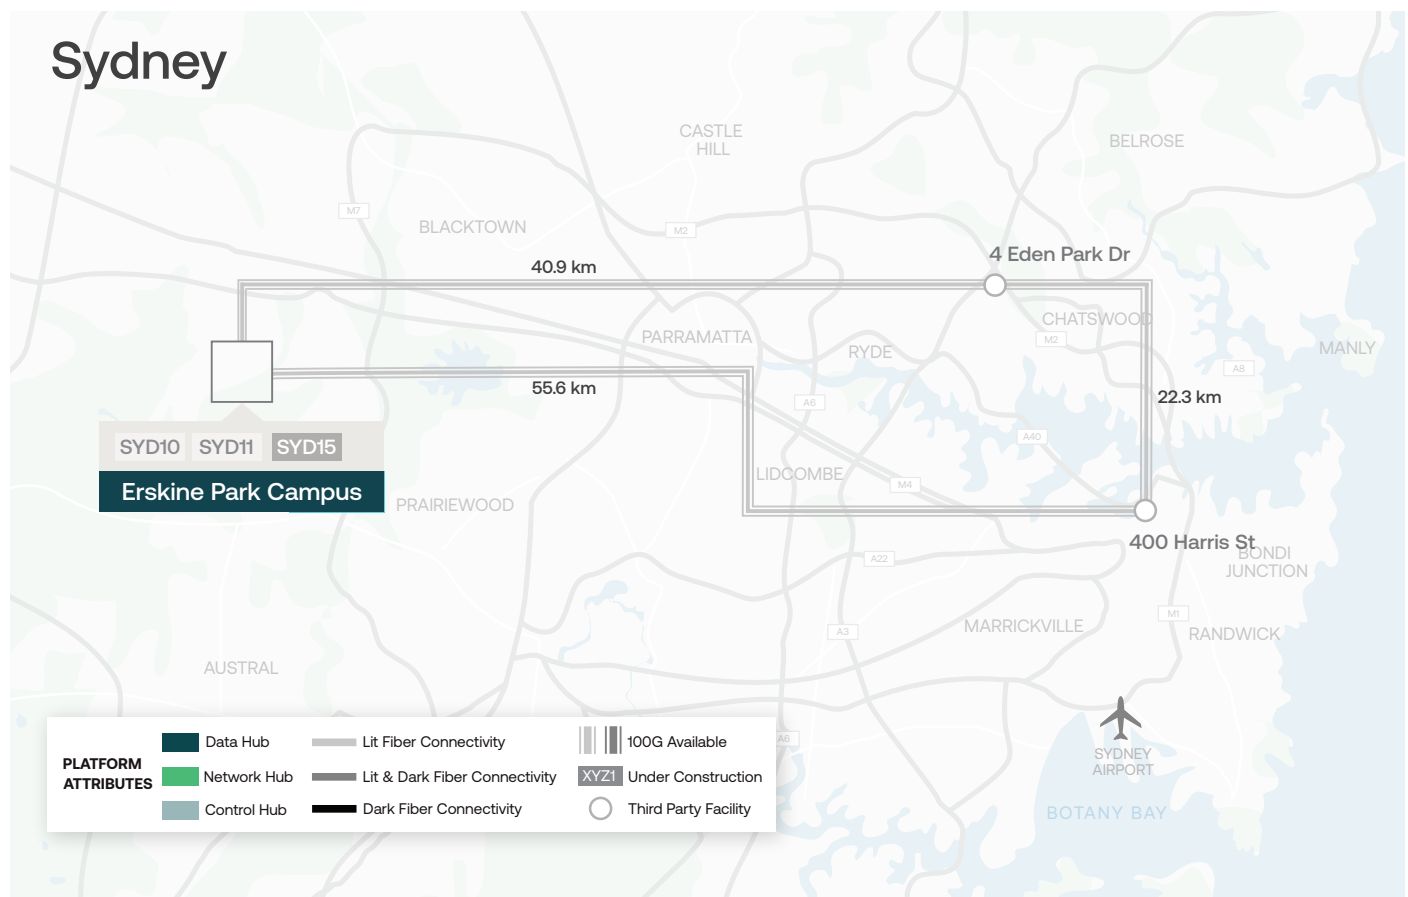 Sydney
CASTLE
HILL
BELROSE
M7
BLACKTOWN
M2
4 Eden Park Dr
40.9 km
CHATSWOOD
PARRAMATTA
M2
RYDE
MANLY
A8
55.6 km
22.3 km
A6
A40
SYD10 SYD11 SYD15
LIDCOMBE
M4
Erskine Park Campus
PRAIRIEWOOD
400 Harris St
BONDI
JUNCTION
A22
M1
MARRICKVILLE
A3
RANDWICK
AUSTRAL
A6
SYDNEY
AIRPORT
BOTANY BAY
PLATFORM
ATTRIBUTES
Data Hub
Network Hub
Control Hub
Lit Fiber Connectivity
Lit & Dark Fiber Connectivity
Dark Fiber Connectivity
100G Available
XYZ1 Under Construction
Third Party Facility